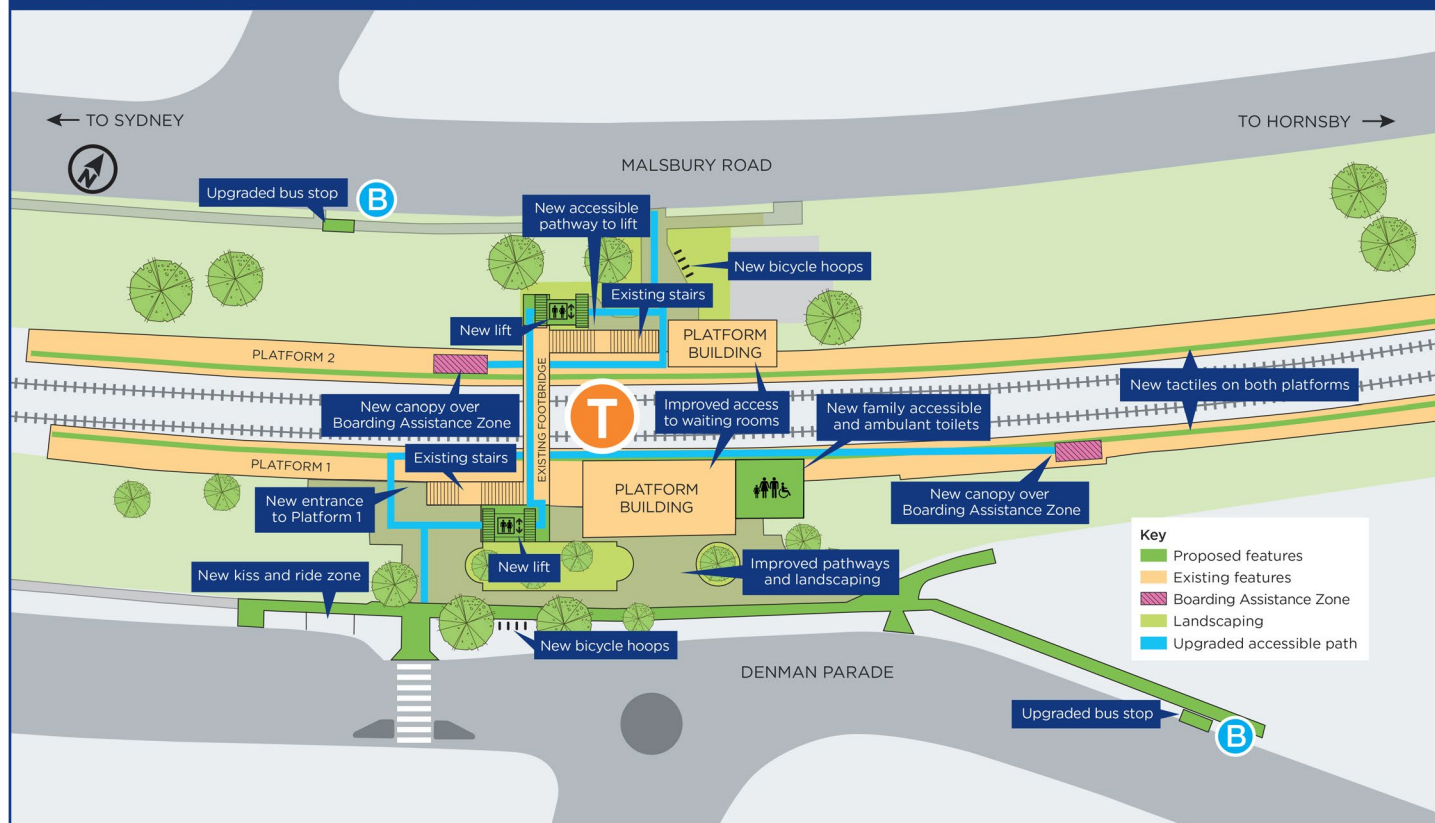 ← TO SYDNEY
TO HORNSBY →
N
MALSBURY ROAD
Upgraded bus stop
B
New accessible
pathway to lift
New bicycle hoops
Existing stairs
New lift
PLATFORM
BUILDING
PLATFORM 2
New canopy over
Boarding Assistance Zone
EXISTING FOOTBRIDGE
T
Improved access
to waiting rooms
New family accessible
and ambulant toilets
New tactiles on both platforms
PLATFORM 1
Existing stairs
New entrance
to Platform 1
PLATFORM
BUILDING
New canopy over
Boarding Assistance Zone
New lift
Improved pathways
and landscaping
New kiss and ride zone
New bicycle hoops
DENMAN PARADE
Upgraded bus stop
B
Key
Proposed features
Existing features
Boarding Assistance Zone
Landscaping
Upgraded accessible path